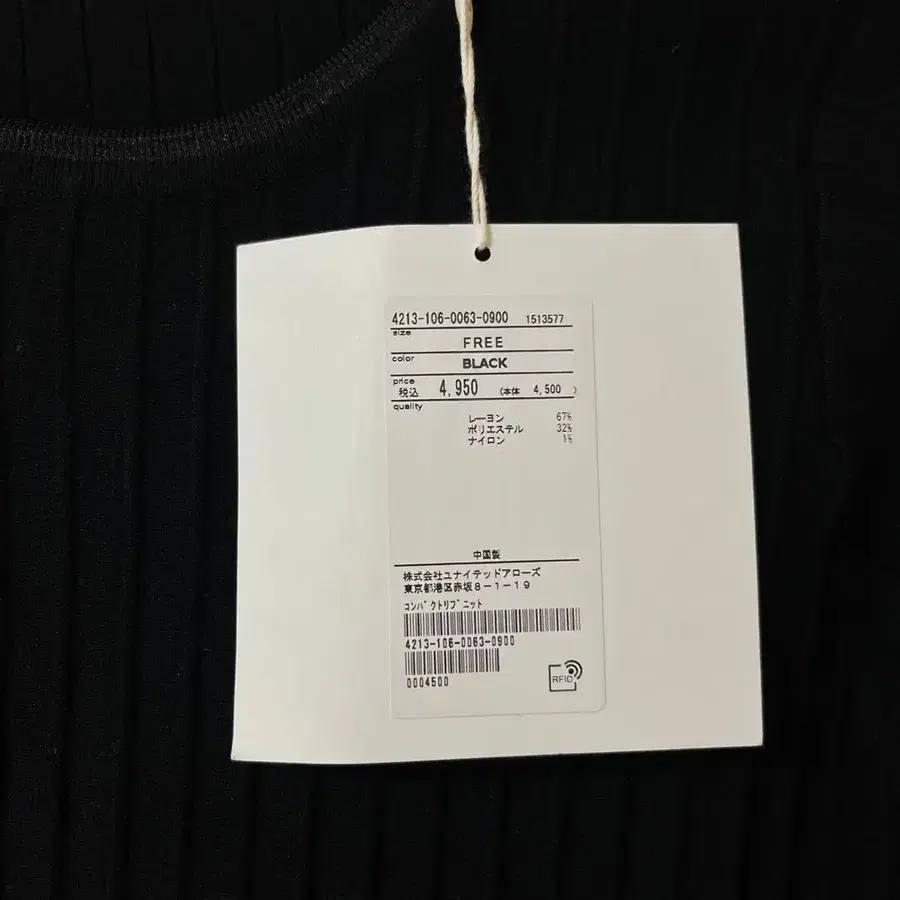 4213-106-0063-0900 1513577
size
FREE
color
BLACK
price
税込 4,950 (本体 4,500 )
quality
レーヨン 67%
ポリエステル 32%
ナイロン 1%
中国製
株式会社ユナイテッドアローズ
東京都港区赤坂8-1-19
コンパクトリブニット
4213-106-0063-0900
0004500
RFID